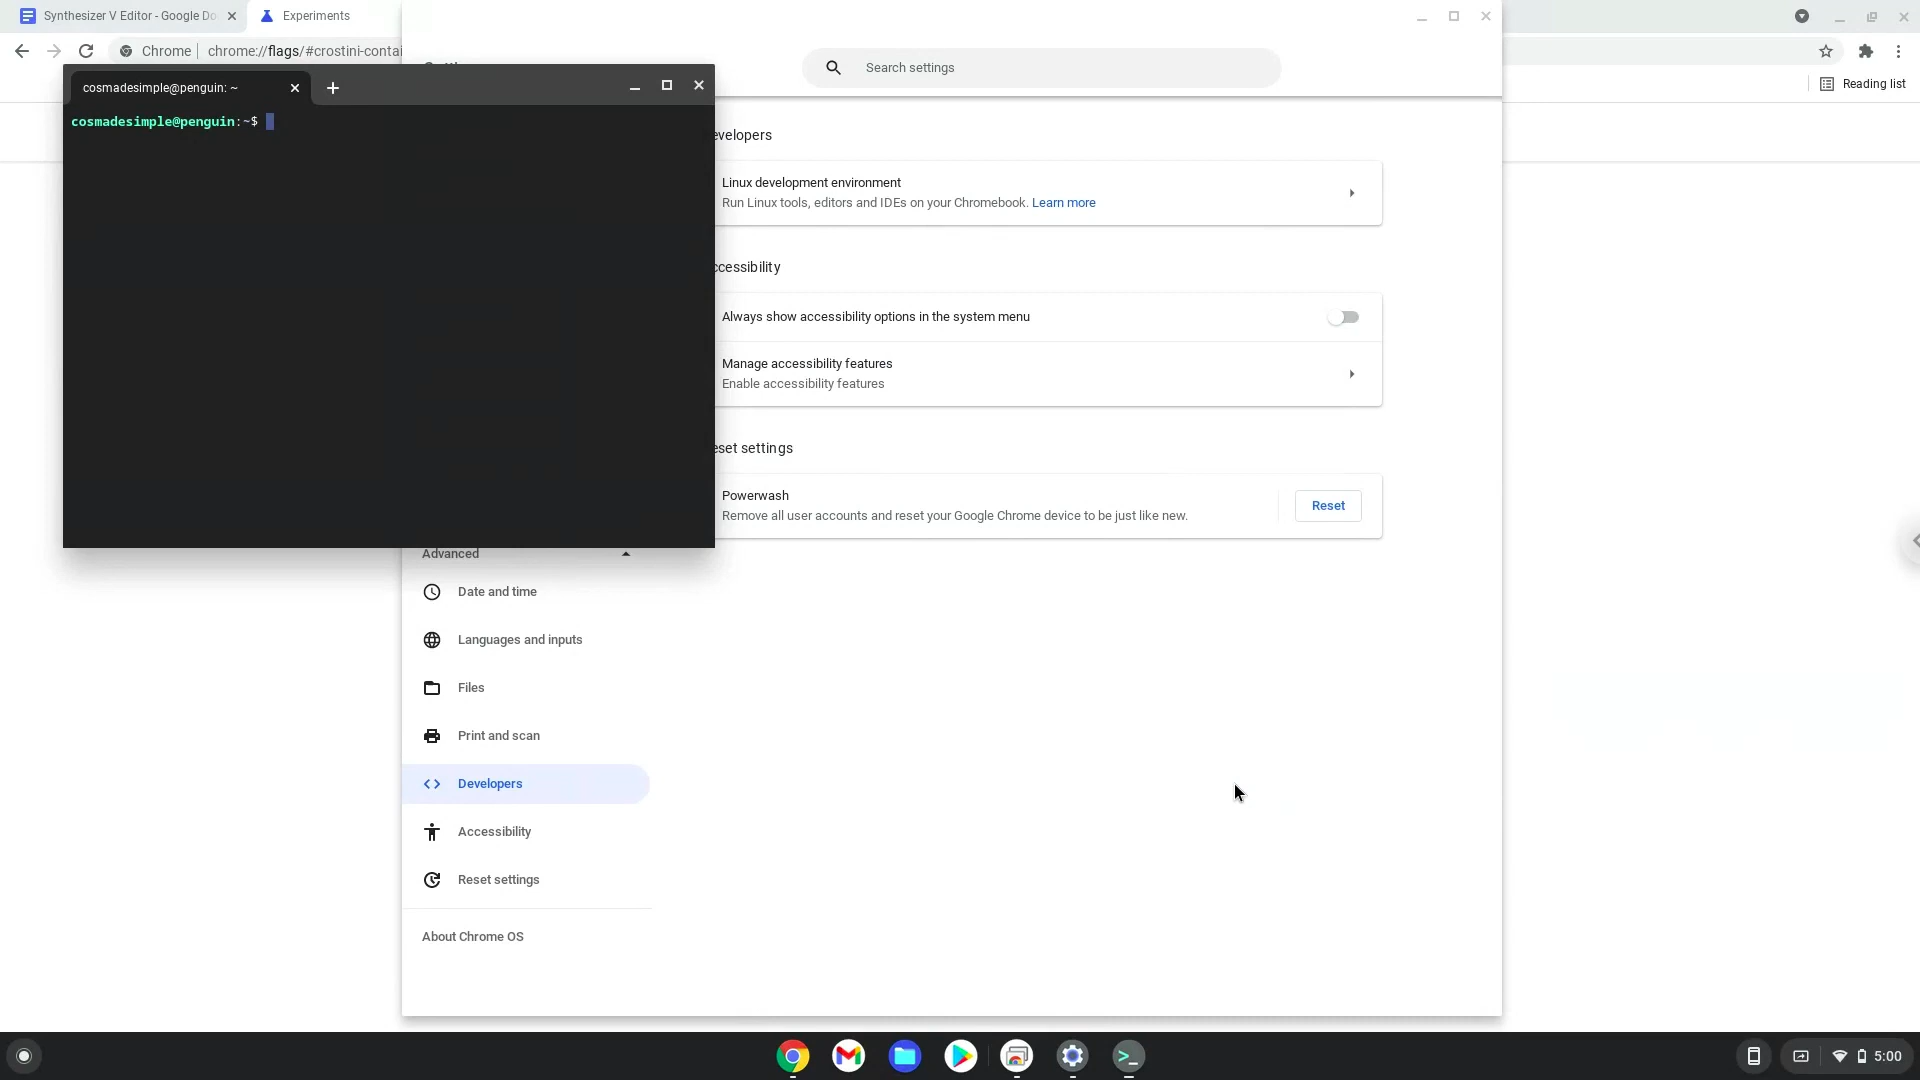 Synthesizer V Editor - Google Do
Experiments
Chrome
chrome://flags/#crostini-contai
Reading list
Search settings
cosmadesimple@penguin: ~
cosmadesimple@penguin:~$
evelopers
Linux development environment
Run Linux tools, editors and IDEs on your Chromebook. Learn more
ccessibility
Always show accessibility options in the system menu
Manage accessibility features
Enable accessibility features
eset settings
Powerwash
Remove all user accounts and reset your Google Chrome device to be just like new.
Reset
Advanced
Date and time
Languages and inputs
Files
Print and scan
Developers
Accessibility
Reset settings
About Chrome OS
5:00